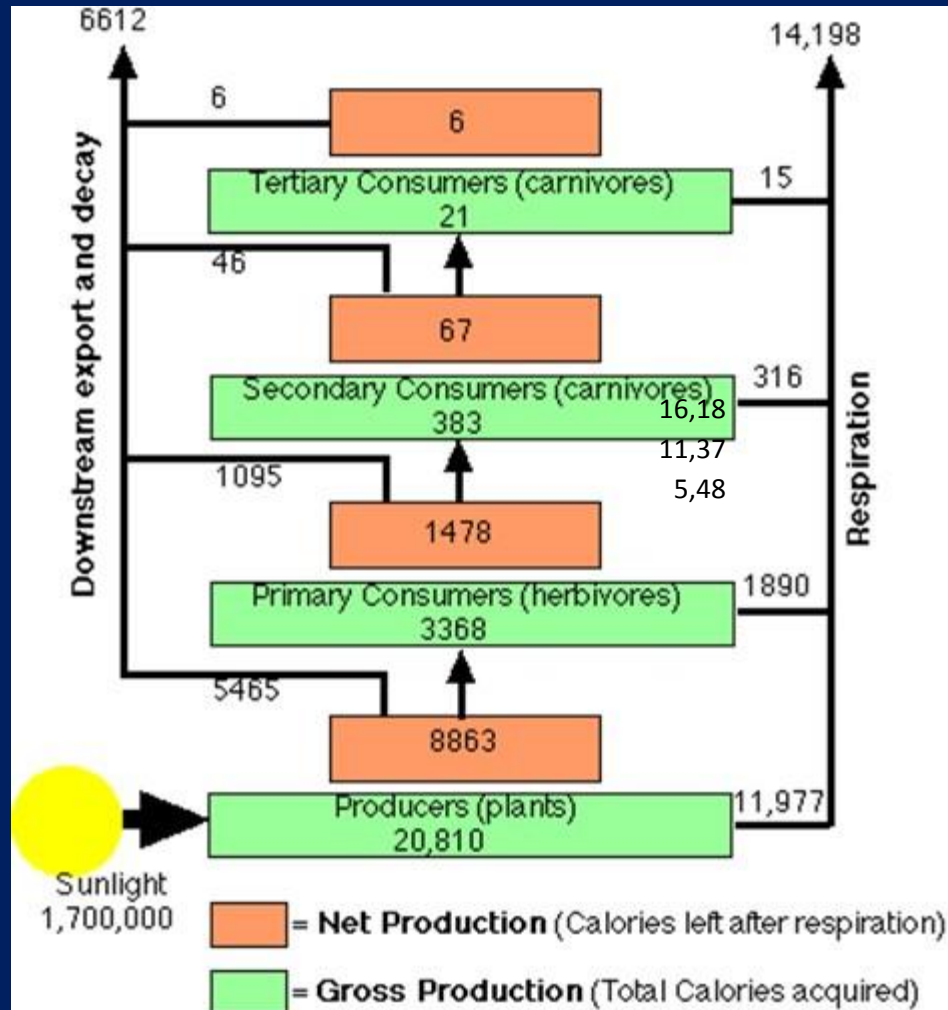 6612
14,198
6
6
Tertiary Consumers (carnivores)
21
15
46
67
Secondary Consumers (carnivores)
383
316
16,18
11,37
5,48
1095
1478
Primary Consumers (herbivores)
3368
1890
5465
8863
Producers (plants)
20,810
11,977
Downstream export and decay
Respiration
Sunlight
1,700,000
= Net Production (Calories left after respiration)
= Gross Production (Total Calories acquired)